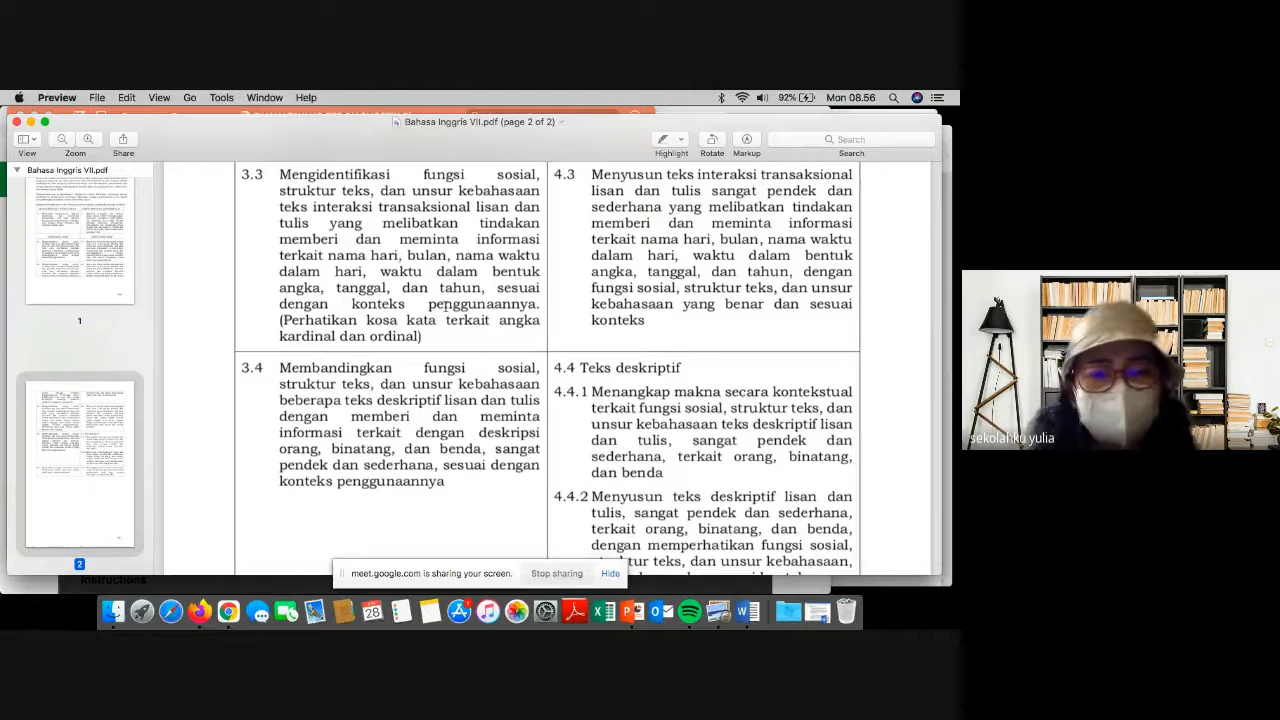 Preview File Edit View Go Tools Window Help 92% Mon 08.56
Bahasa Inggris VII.pdf (page 2 of 2)
Search
View Zoom Share Highlight Rotate Markup Search
Bahasa Inggris VII.pdf
1
2
3.3 Mengidentifikasi fungsi sosial,
struktur teks, dan unsur kebahasaan
teks interaksi transaksional lisan dan
tulis yang melibatkan tindakan
memberi dan meminta informasi
terkait nama hari, bulan, nama waktu
dalam hari, waktu dalam bentuk
angka, tanggal, dan tahun, sesuai
dengan konteks penggunaannya.
(Perhatikan kosa kata terkait angka
kardinal dan ordinal)
4.3 Menyusun teks interaksi transaksional
lisan dan tulis sangat pendek dan
sederhana yang melibatkan tindakan
memberi dan meminta informasi
terkait nama hari, bulan, nama waktu
dalam hari, waktu dalam bentuk
angka, tanggal, dan tahun, dengan
fungsi sosial, struktur teks, dan unsur
kebahasaan yang benar dan sesuai
konteks
3.4 Membandingkan fungsi sosial,
struktur teks, dan unsur kebahasaan
beberapa teks deskriptif lisan dan tulis
dengan memberi dan meminta
informasi terkait dengan deskripsi
orang, binatang, dan benda, sangat
pendek dan sederhana, sesuai dengan
konteks penggunaannya
4.4 Teks deskriptif
4.4.1 Menangkap makna secara kontekstual
terkait fungsi sosial, struktur teks, dan
unsur kebahasaan teks deskriptif lisan
dan tulis, sangat pendek dan
sederhana, terkait orang, binatang,
dan benda
4.4.2 Menyusun teks deskriptif lisan dan
tulis, sangat pendek dan sederhana,
terkait orang, binatang, dan benda,
dengan memperhatikan fungsi sosial,
struktur teks, dan unsur kebahasaan,
meet.google.com is sharing your screen. Stop sharing Hide
Instructions
28
sekolahku yulia